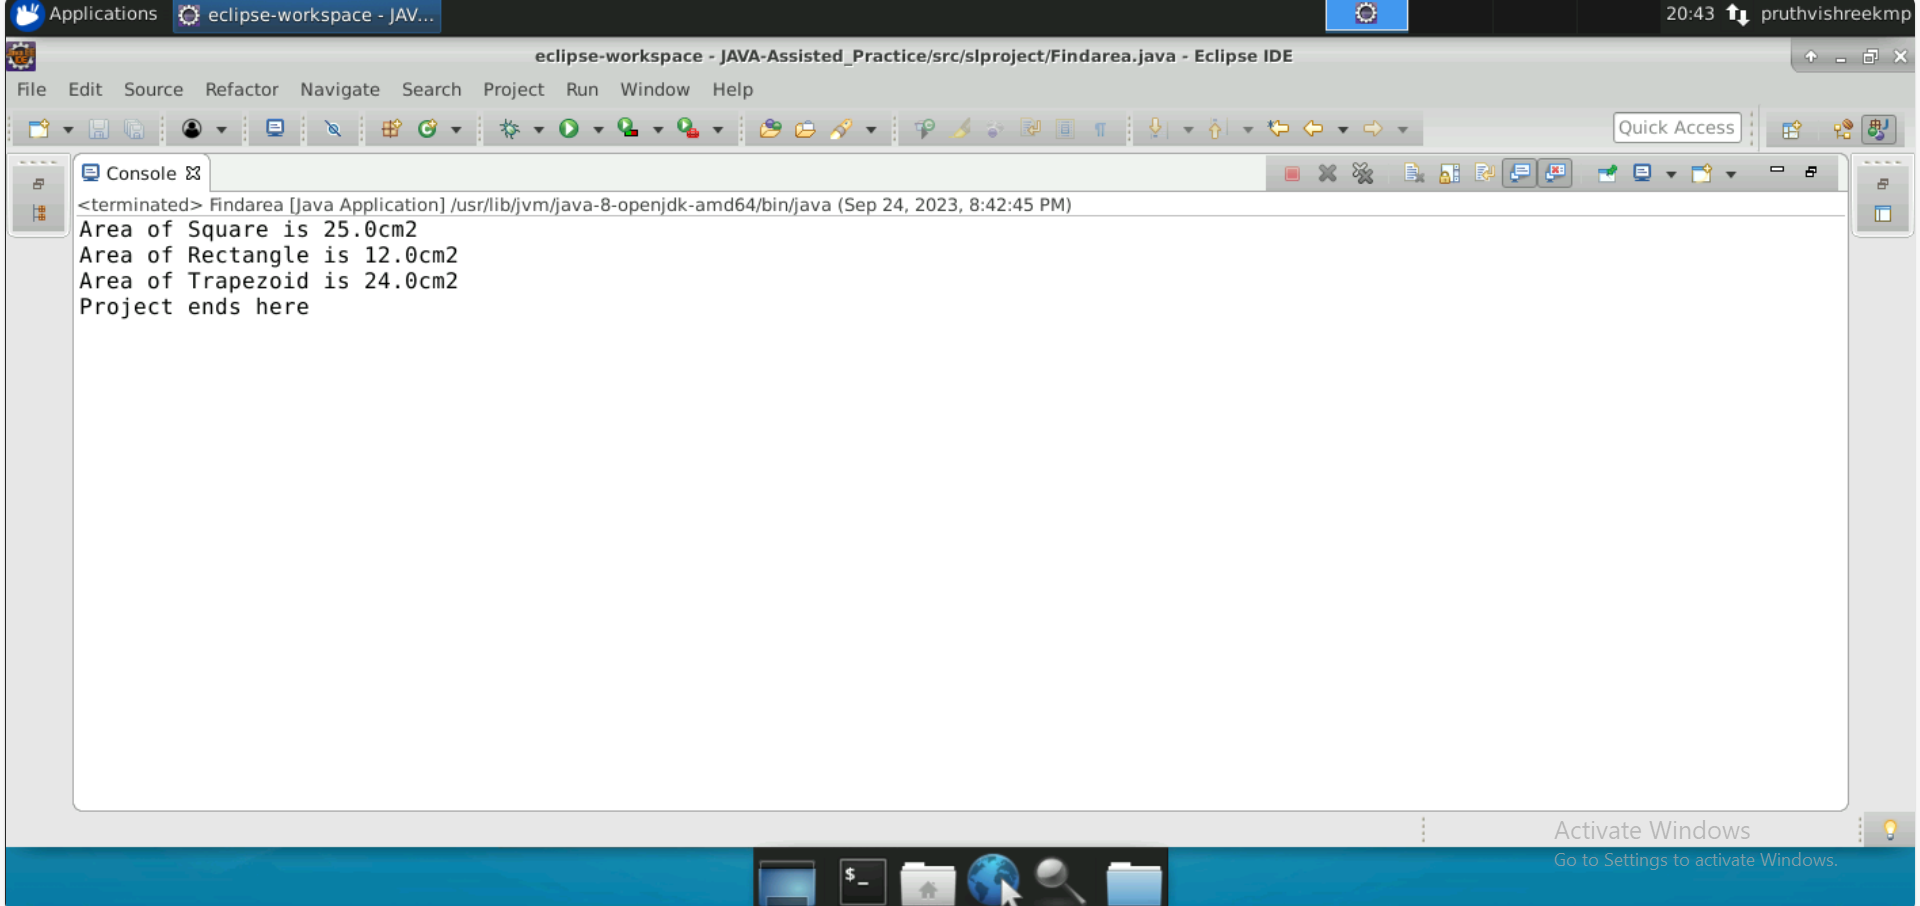 Applications
eclipse-workspace - JAV...
20:43
pruthvishreekmp
eclipse-workspace - JAVA-Assisted_Practice/src/slproject/Findarea.java - Eclipse IDE
File Edit Source Refactor Navigate Search Project Run Window Help
Quick Access
Console
<terminated> Findarea [Java Application] /usr/lib/jvm/java-8-openjdk-amd64/bin/java (Sep 24, 2023, 8:42:45 PM)
Area of Square is 25.0cm2
Area of Rectangle is 12.0cm2
Area of Trapezoid is 24.0cm2
Project ends here
Activate Windows
Go to Settings to activate Windows.
$_